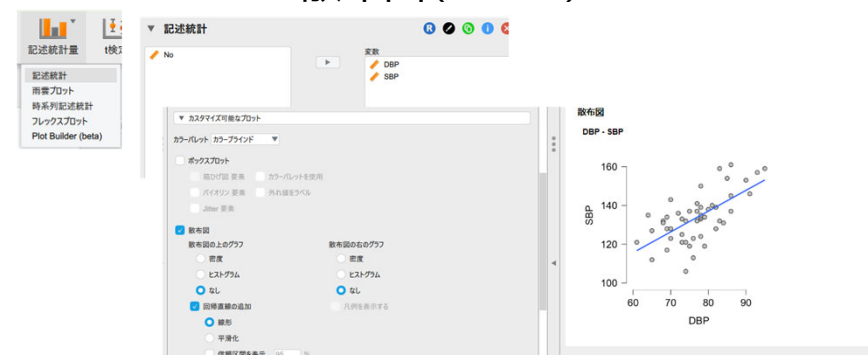 記述統計量
t検定
記述統計
雨雲プロット
時系列記述統計
フレックスプロット
Plot Builder (beta)
記述統計
R
No
変数
DBP
SBP
カスタマイズ可能なプロット
カラーパレット カラーブラインド
ボックスプロット
箱ひげ図 要素 カラーパレットを使用
バイオリン 要素 外れ値をラベル
Jitter 要素
散布図
散布図の上のグラフ 散布図の右のグラフ
密度 密度
ヒストグラム ヒストグラム
なし なし
回帰直線の追加 凡例を表示する
線形
平滑化
信頼区間を表示 95 %
散布図
DBP - SBP
160
140
120
100
SBP
60 70 80 90
DBP